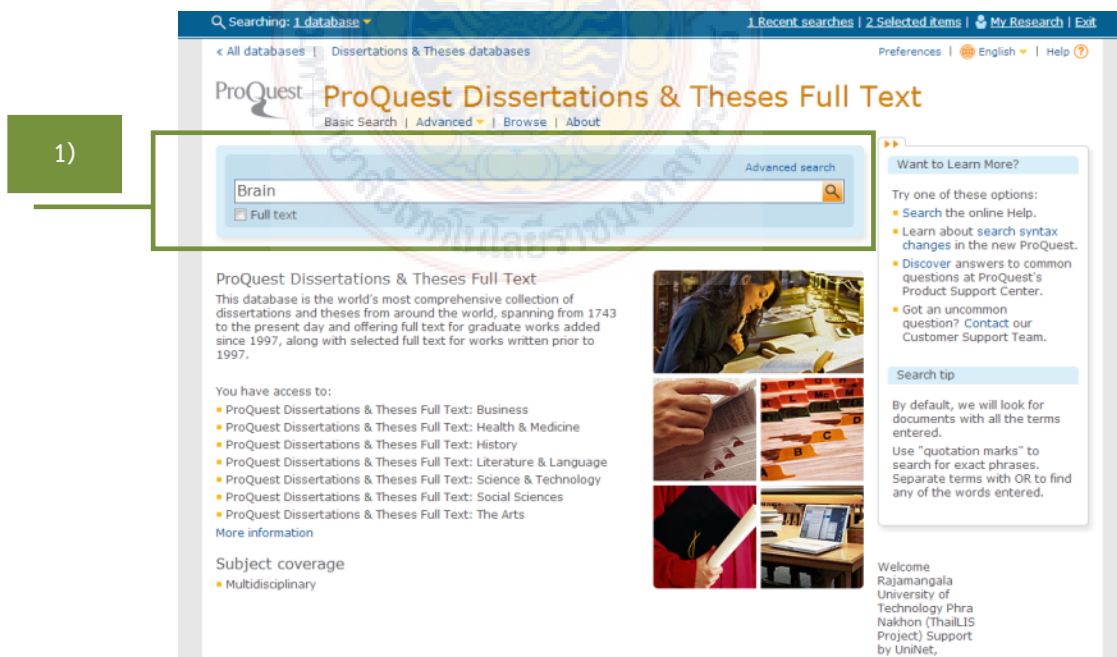 Searching: 1 database
1 Recent searches | 2 Selected items | My Research | Exit
< All databases | Dissertations & Theses databases
Preferences | English | Help ?
ProQuest
ProQuest Dissertations & Theses Full Text
Basic Search | Advanced | Browse | About
1)
Advanced search
Brain
Full text
ProQuest Dissertations & Theses Full Text
This database is the world's most comprehensive collection of
dissertations and theses from around the world, spanning from 1743
to the present day and offering full text for graduate works added
since 1997, along with selected full text for works written prior to
1997.
You have access to:
ProQuest Dissertations & Theses Full Text: Business
ProQuest Dissertations & Theses Full Text: Health & Medicine
ProQuest Dissertations & Theses Full Text: History
ProQuest Dissertations & Theses Full Text: Literature & Language
ProQuest Dissertations & Theses Full Text: Science & Technology
ProQuest Dissertations & Theses Full Text: Social Sciences
ProQuest Dissertations & Theses Full Text: The Arts
More information
Subject coverage
Multidisciplinary
Want to Learn More?
Try one of these options:
Search the online Help.
Learn about search syntax
changes in the new ProQuest.
Discover answers to common
questions at ProQuest's
Product Support Center.
Got an uncommon
question? Contact our
Customer Support Team.
Search tip
By default, we will look for
documents with all the terms
entered.
Use "quotation marks" to
search for exact phrases.
Separate terms with OR to find
any of the words entered.
Welcome
Rajamangala
University of
Technology Phra
Nakhon (ThailLIS
Project) Support
by UniNet,